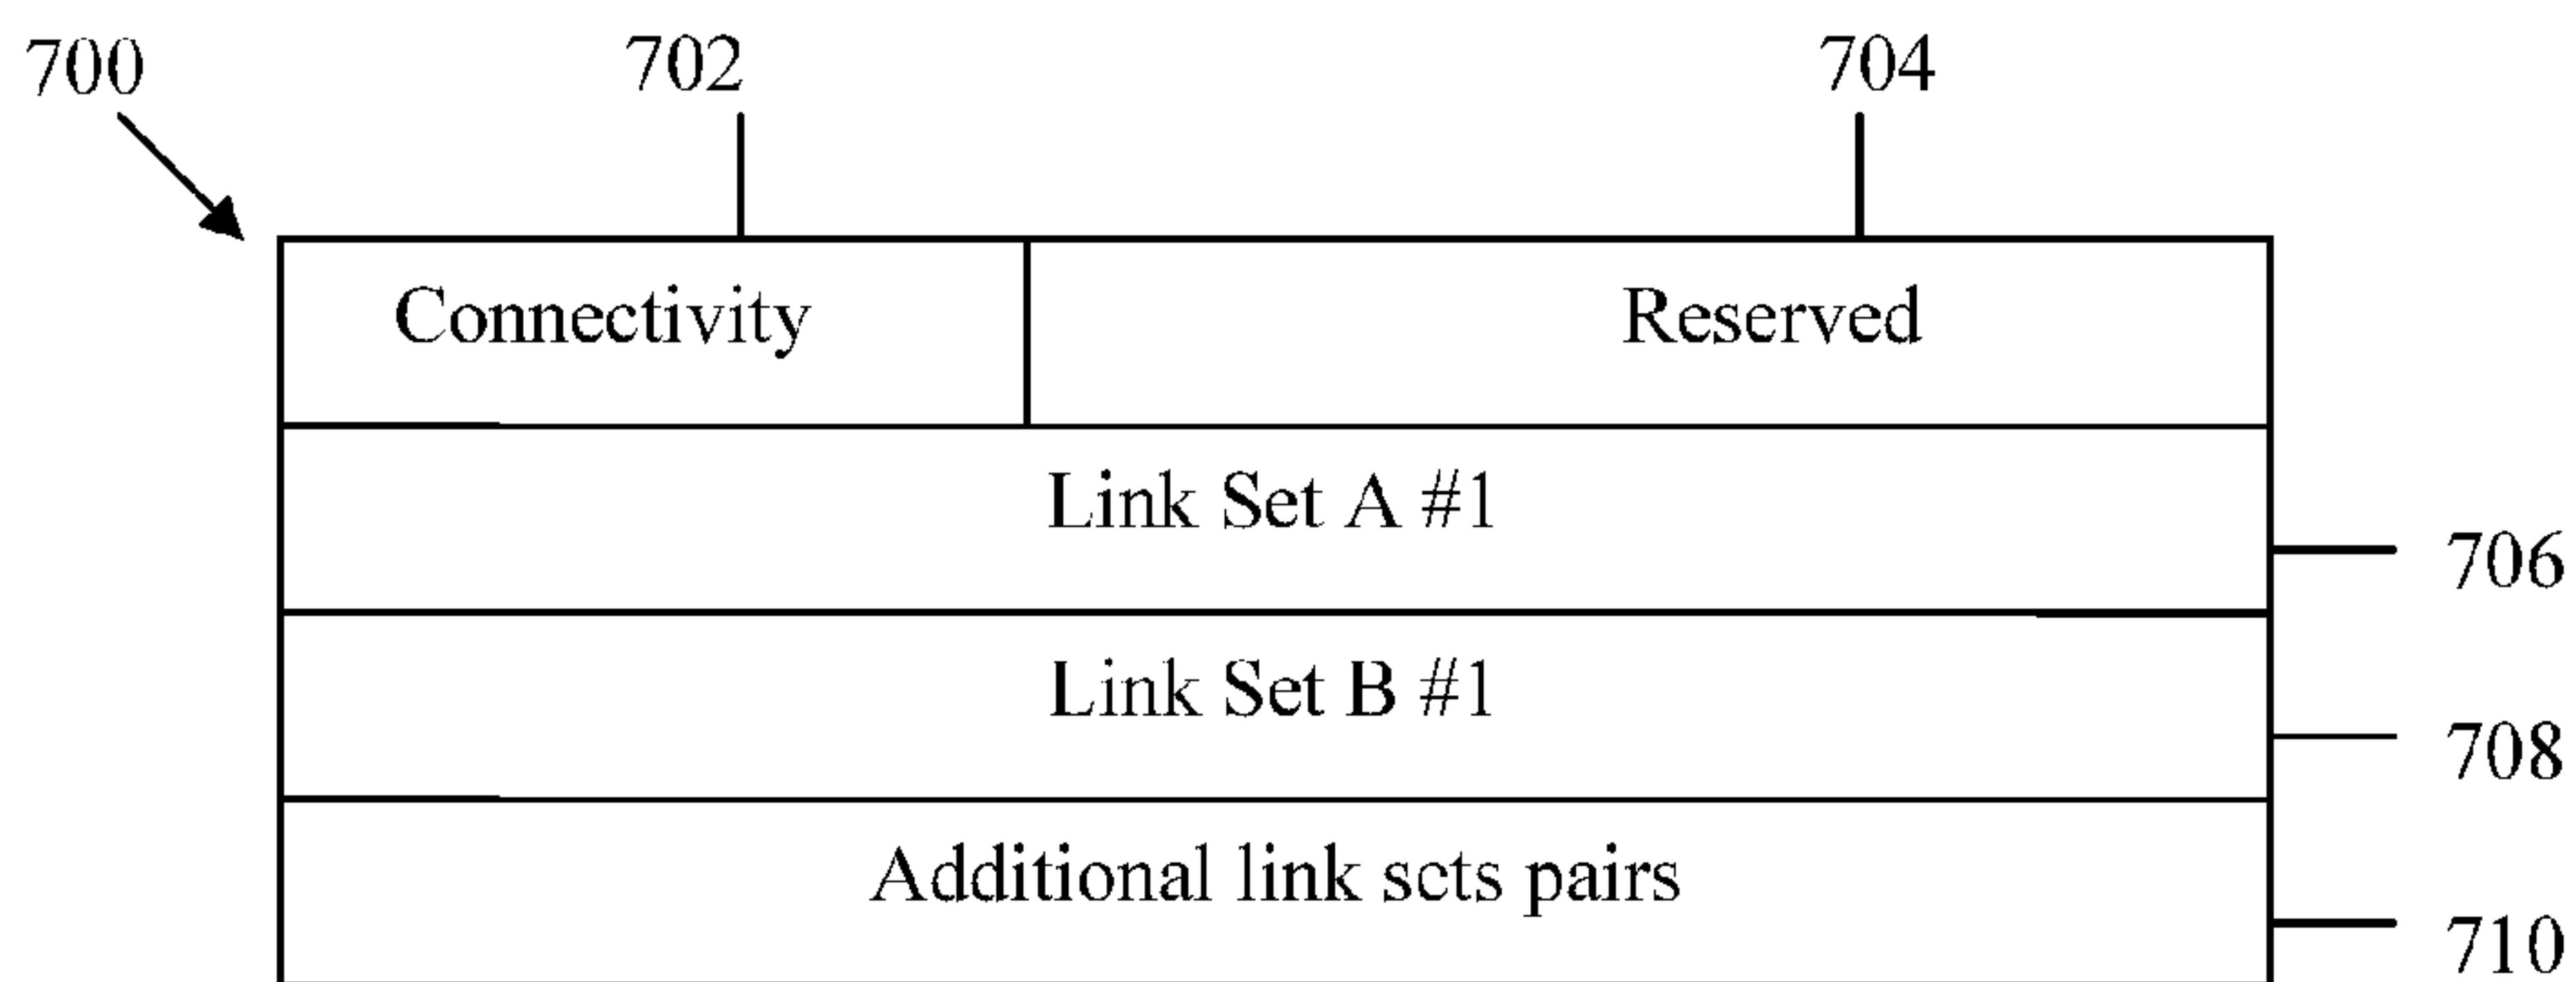 700 702 704
Connectivity Reserved
Link Set A #1
706
Link Set B #1
708
Additional link sets pairs
710